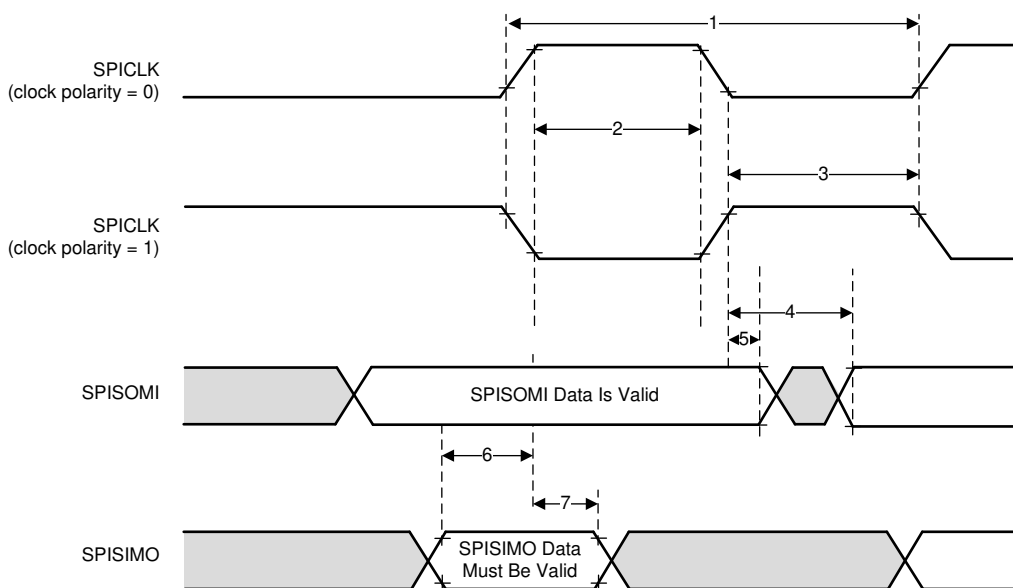 1
SPICLK
(clock polarity = 0)
2
3
SPICLK
(clock polarity = 1)
4
5
SPISOMI
SPISOMI Data Is Valid
6
7
SPISIMO
SPISIMO Data
Must Be Valid